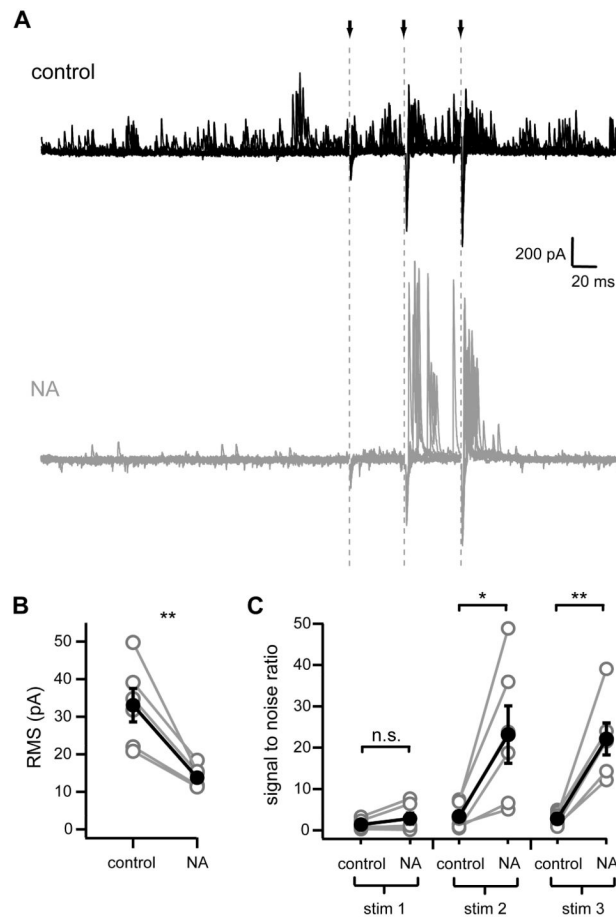 A
control
200 pA
20 ms
NA
B
**
RMS (pA)
50
40
30
20
10
0
control NA
C
* **
n.s.
signal to noise ratio
50
40
30
20
10
0
control NA control NA control NA
stim 1 stim 2 stim 3